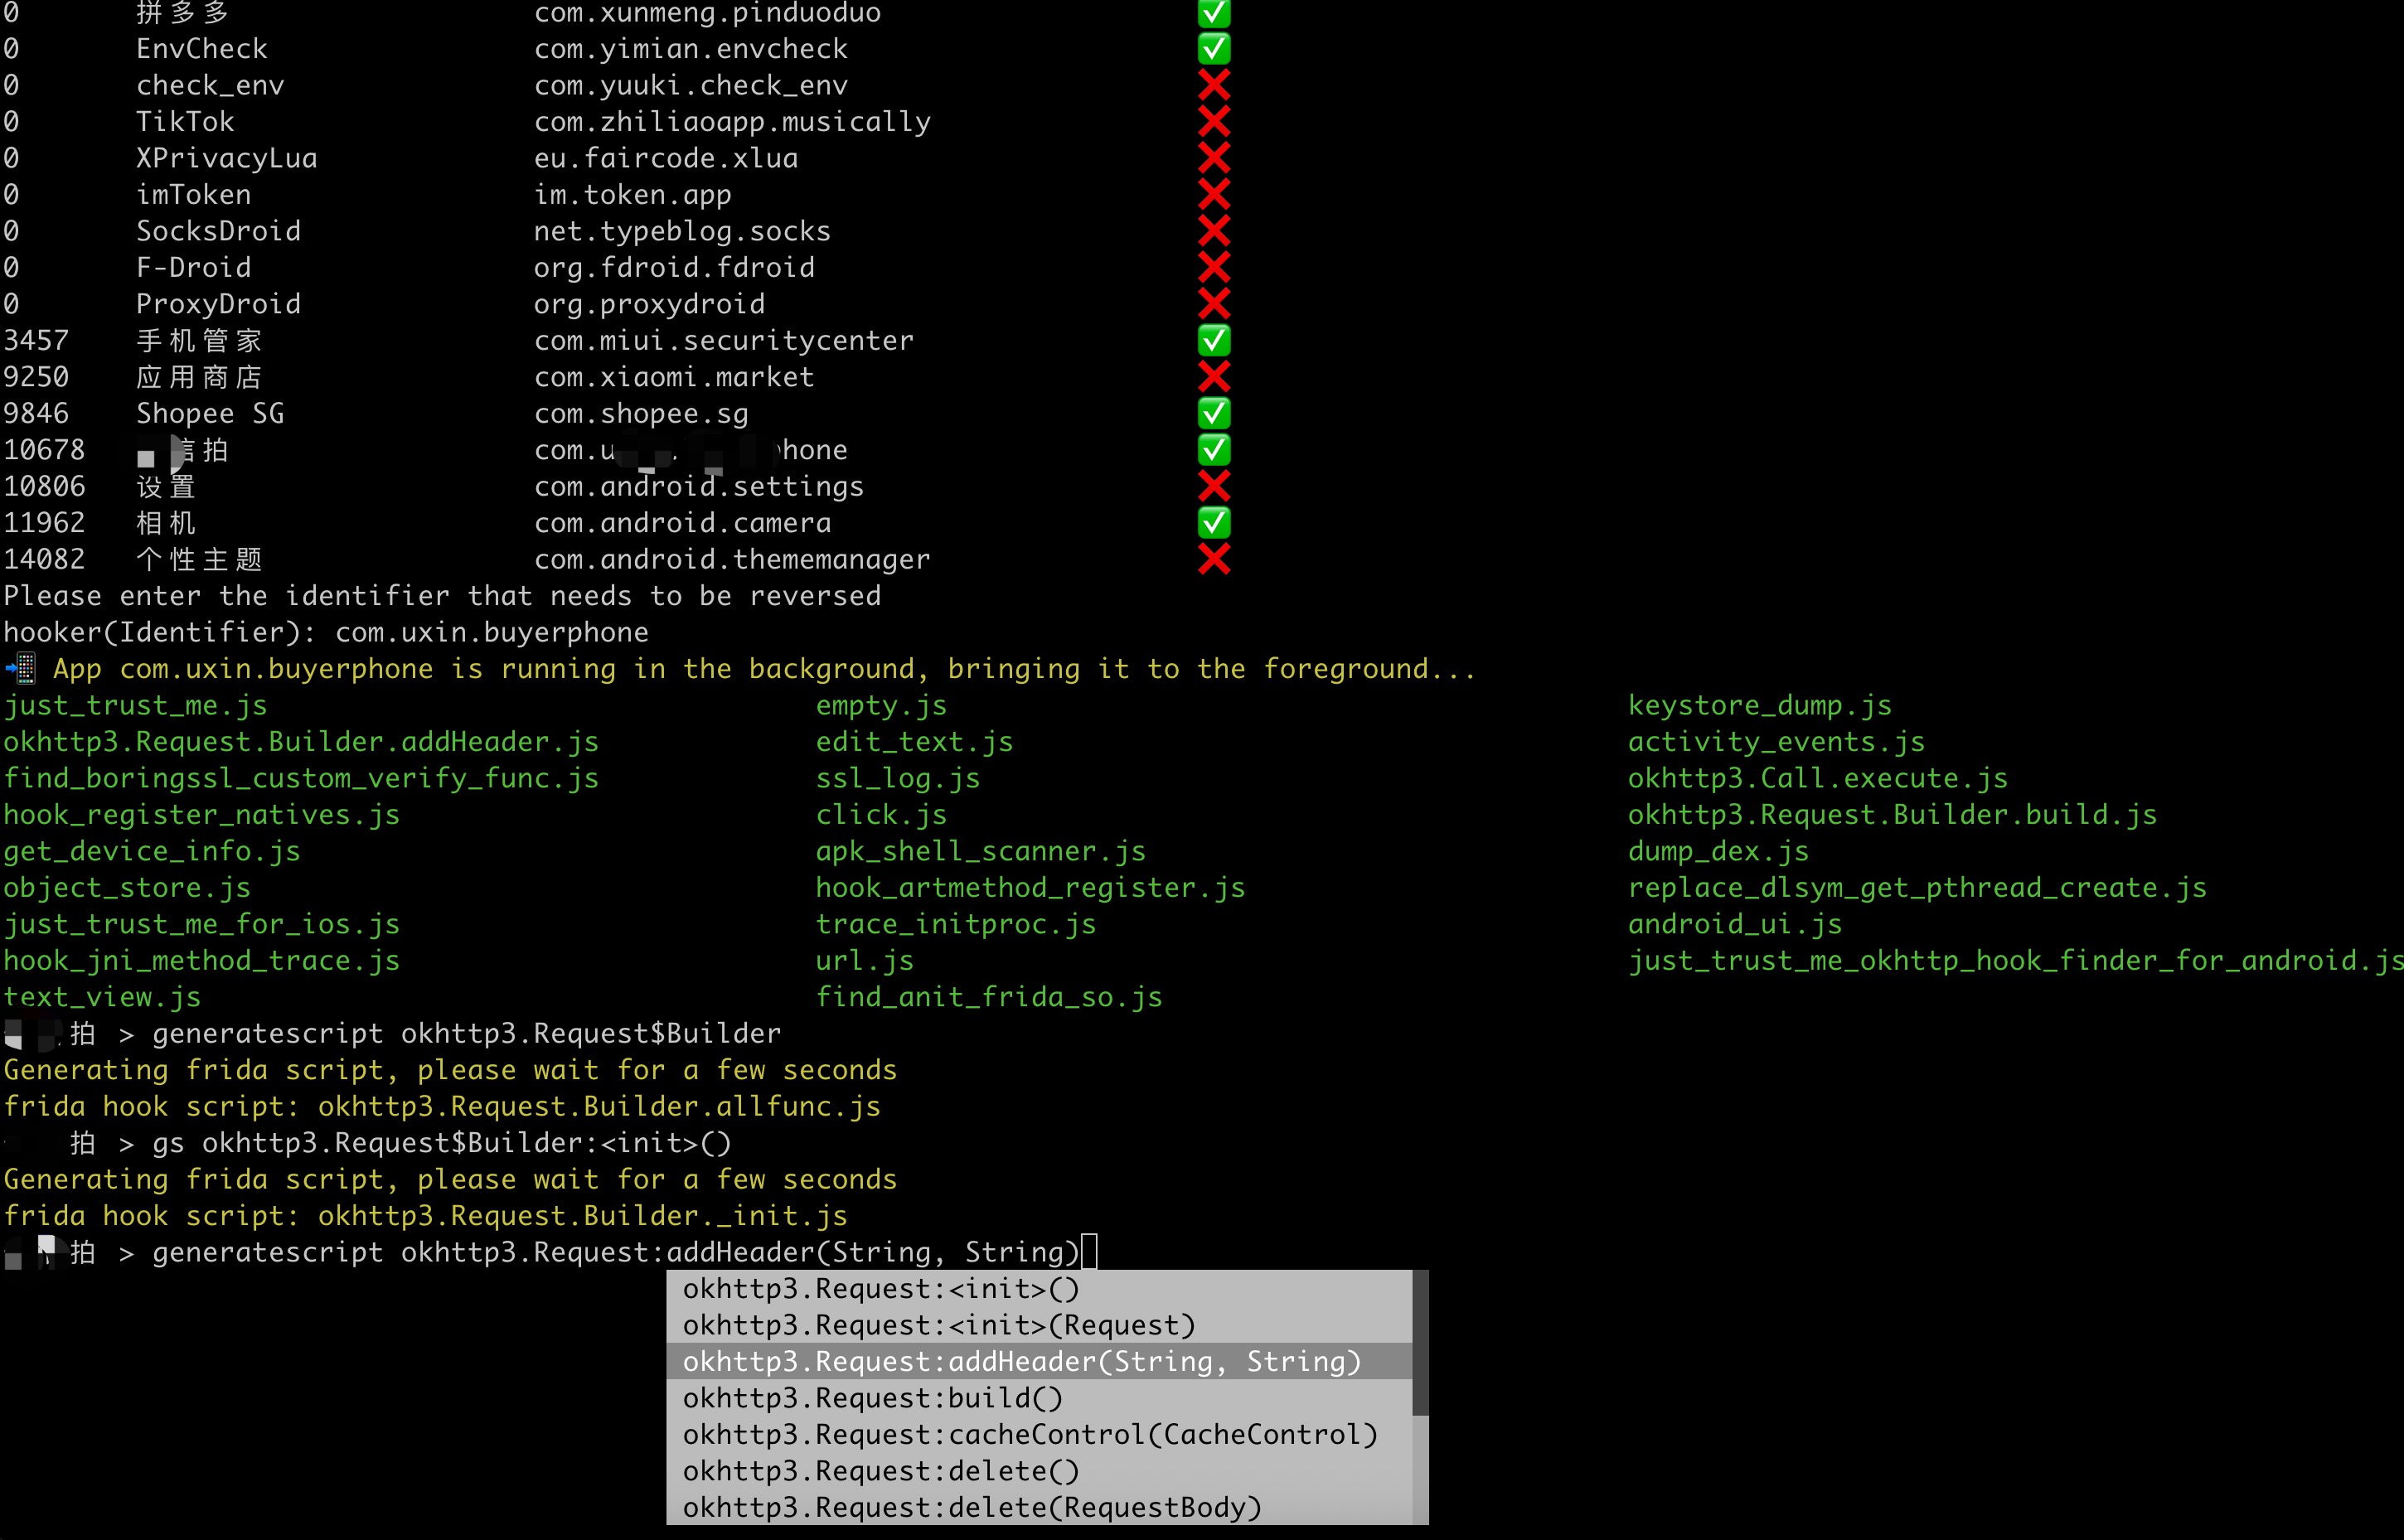 0 拼多多 com.xunmeng.pinduoduo ✅
0 EnvCheck com.yimian.envcheck ✅
0 check_env com.yuuki.check_env ❌
0 TikTok com.zhiliaoapp.musically ❌
0 XPrivacyLua eu.faircode.xlua ❌
0 imToken im.token.app ❌
0 SocksDroid net.typeblog.socks ❌
0 F-Droid org.fdroid.fdroid ❌
0 ProxyDroid org.proxydroid ❌
3457 手机管家 com.miui.securitycenter ✅
9250 应用商店 com.xiaomi.market ❌
9846 Shopee SG com.shopee.sg ✅
10678 信拍 com.u hone ✅
10806 设置 com.android.settings ❌
11962 相机 com.android.camera ✅
14082 个性主题 com.android.thememanager ❌
Please enter the identifier that needs to be reversed
hooker(Identifier): com.uxin.buyerphone
📲 App com.uxin.buyerphone is running in the background, bringing it to the foreground...
just_trust_me.js empty.js keystore_dump.js
okhttp3.Request.Builder.addHeader.js edit_text.js activity_events.js
find_boringssl_custom_verify_func.js ssl_log.js okhttp3.Call.execute.js
hook_register_natives.js click.js okhttp3.Request.Builder.build.js
get_device_info.js apk_shell_scanner.js dump_dex.js
object_store.js hook_artmethod_register.js replace_dlsym_get_pthread_create.js
just_trust_me_for_ios.js trace_initproc.js android_ui.js
hook_jni_method_trace.js url.js just_trust_me_okhttp_hook_finder_for_android.js
text_view.js find_anit_frida_so.js
拍 > generatescript okhttp3.Request$Builder
Generating frida script, please wait for a few seconds
frida hook script: okhttp3.Request.Builder.allfunc.js
拍 > gs okhttp3.Request$Builder:<init>()
Generating frida script, please wait for a few seconds
frida hook script: okhttp3.Request.Builder._init.js
拍 > generatescript okhttp3.Request:addHeader(String, String)
okhttp3.Request:<init>()
okhttp3.Request:<init>(Request)
okhttp3.Request:addHeader(String, String)
okhttp3.Request:build()
okhttp3.Request:cacheControl(CacheControl)
okhttp3.Request:delete()
okhttp3.Request:delete(RequestBody)